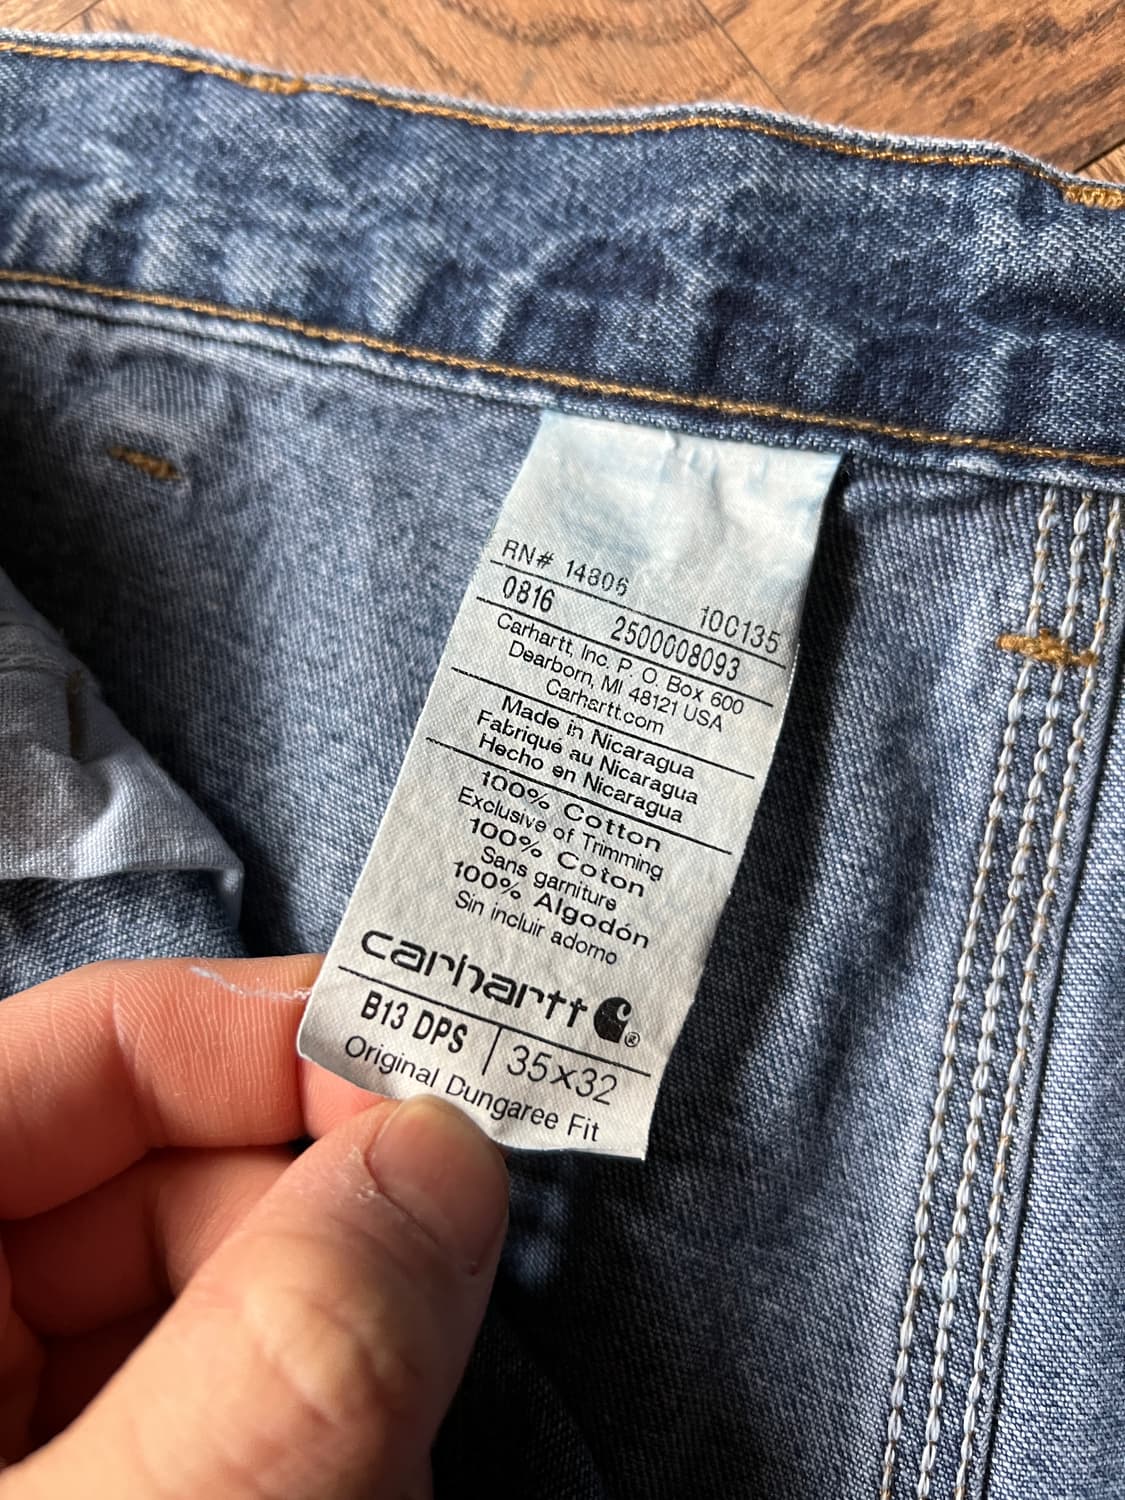 RN# 14806 100135
0816 2500008093
Carhartt, Inc. P. O. Box 600
Dearborn, MI 48121 USA
Carhartt.com
Made in Nicaragua
Fabriqué au Nicaragua
Hecho en Nicaragua
100% Cotton
Exclusive of Trimming
100% Coton
Sans garniture
100% Algodón
Sin incluir adorno
carhartt ®
B13 DPS 35x32
Original Dungaree Fit